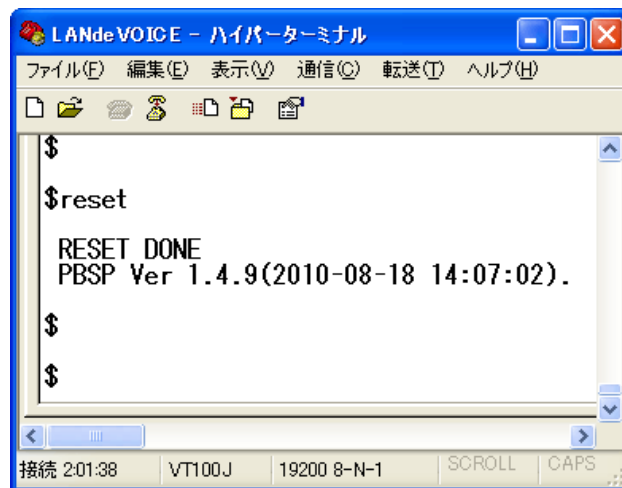 LANdeVOICE - ハイパーターミナル
ファイル(F) 編集(E) 表示(V) 通信(C) 転送(T) ヘルプ(H)
$
$reset
RESET DONE
PBSP Ver 1.4.9(2010-08-18 14:07:02).
$
$
接続 2:01:38 VT100J 19200 8-N-1 SCROLL CAPS